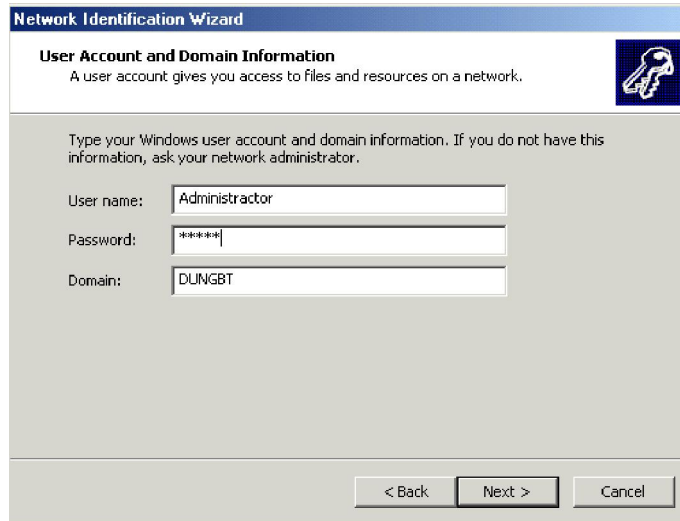 Network Identification Wizard
User Account and Domain Information
A user account gives you access to files and resources on a network.
Type your Windows user account and domain information. If you do not have this
information, ask your network administrator.
User name: Administractor
Password: *****
Domain: DUNGBT
< Back Next > Cancel